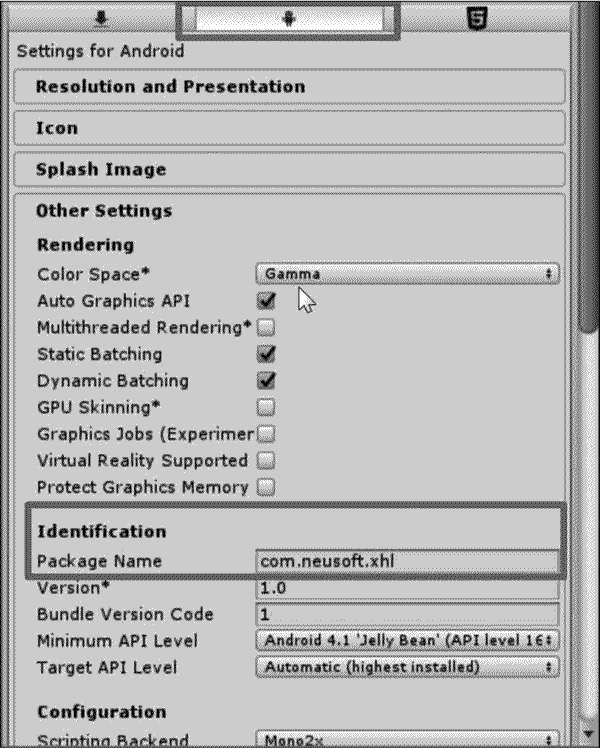 Settings for Android
Resolution and Presentation
Icon
Splash Image
Other Settings
Rendering
Color Space* Gamma
Auto Graphics API
Multithreaded Rendering*
Static Batching
Dynamic Batching
GPU Skinning*
Graphics Jobs (Experimer
Virtual Reality Supported
Protect Graphics Memory
Identification
Package Name com.neusoft.xhl
Version* 1.0
Bundle Version Code 1
Minimum API Level Android 4.1 'Jelly Bean' (API level 16
Target API Level Automatic (highest installed)
Configuration
Scripting Backend Mono2x